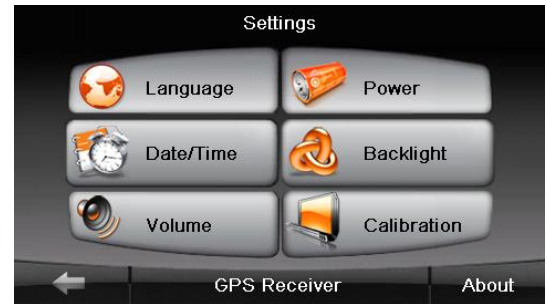 Settings
Language
Power
Date/Time
Backlight
Volume
Calibration
GPS Receiver
About